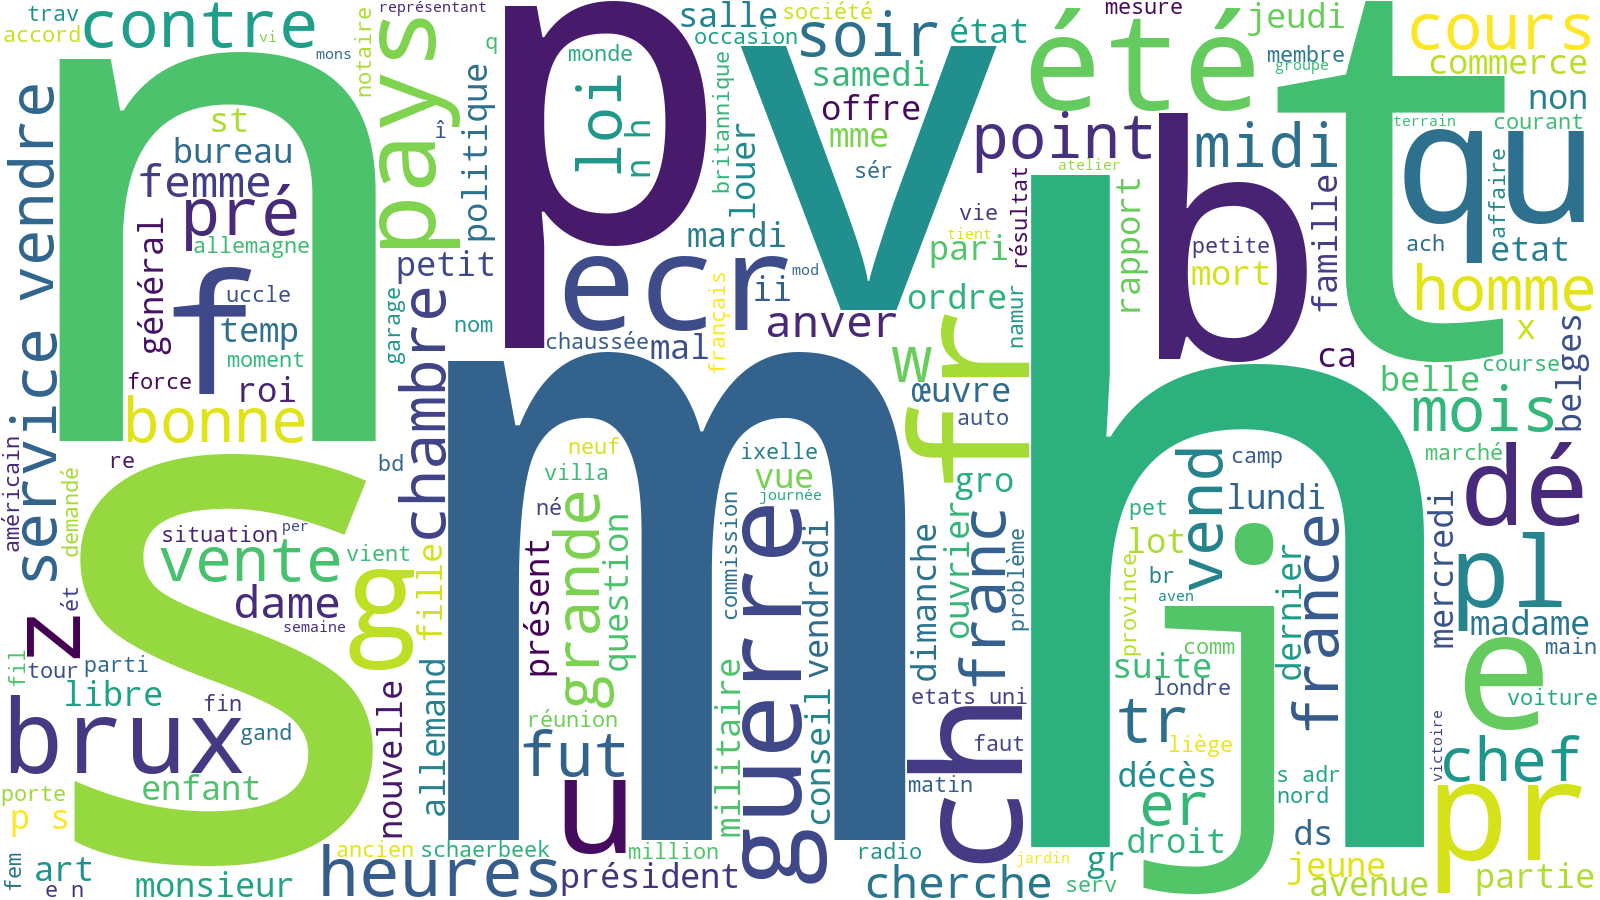 trav
accord
contre
vi
mons
représentant
notaire
pays
q
monde
loi
n h
î
politique
britannique
salle
société
occasion
soir
état
samedi
offre
mme
sér
louer
mardi
mesure
été
jeudi
membre
groupe
cours
commerce
non
courant
terrain
point
midi
atelier
qu
affaire
n
p
v
b
t
st
bureau
femme
pré
allemagne
général
f
uccle
temp
moment
force
roi
bonne
service vendre
petit
garage
nom
chambre
ecr
ii
mod
chaussée
mal
français
anver
vie
tient
pari
résultat
ordre
namur
w
œuvre
auto
fr
rapport
petite
mort
famille
ach
etat
homme
x
ca
course
belle
belges
mois
marché
américain
demandé
re
bd
s
m
h
situation
per
vente
vient
dame
semaine
fille
g
z
ét
neuf
villa
né
ixelle
vue
journée
grande
présent
question
commission
guerre
vendredi
conseil
militaire
dimanche
gro
ouvrier
franc
problème
camp
lundi
vend
pet
lot
br
aven
province
j
dernier
france
mercredi
dé
pl
madame
main
e
voiture
fil
tour
parti
libre
fin
gand
brux
enfant
porte
p s
nouvelle
allemand
réunion
fut
u
etats uni
faut
ch
matin
suite
comm
londre
tr
liège
décès
er
droit
gr
serv
s adr
nord
ds
victoire
chef
pr
fem
art
e n
monsieur
heures
ancien
schaerbeek
président
million
radio
cherche
jardin
jeune
avenue
partie